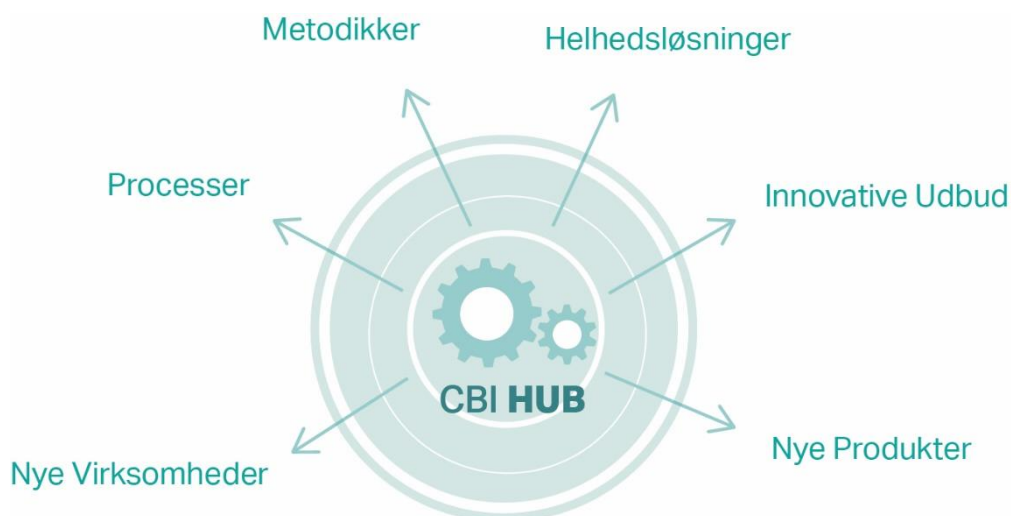 Metodikker
Helhedsløsninger
Processer
Innovative Udbud
CBI HUB
Nye Produkter
Nye Virksomheder